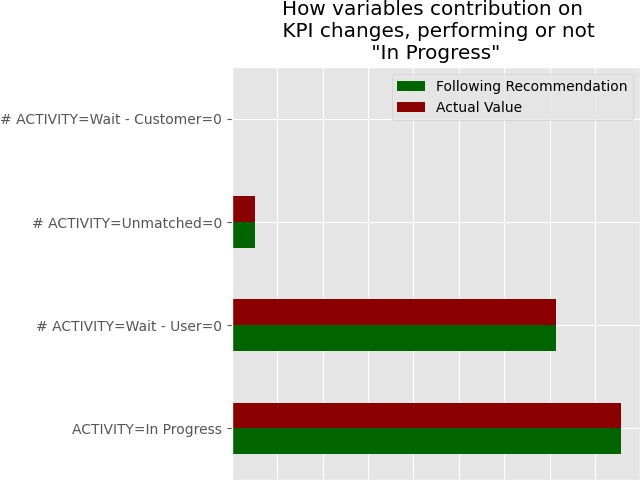 How variables contribution on
KPI changes, performing or not
"In Progress"
Following Recommendation
Actual Value
# ACTIVITY=Wait - Customer=0
# ACTIVITY=Unmatched=0
# ACTIVITY=Wait - User=0
ACTIVITY=In Progress